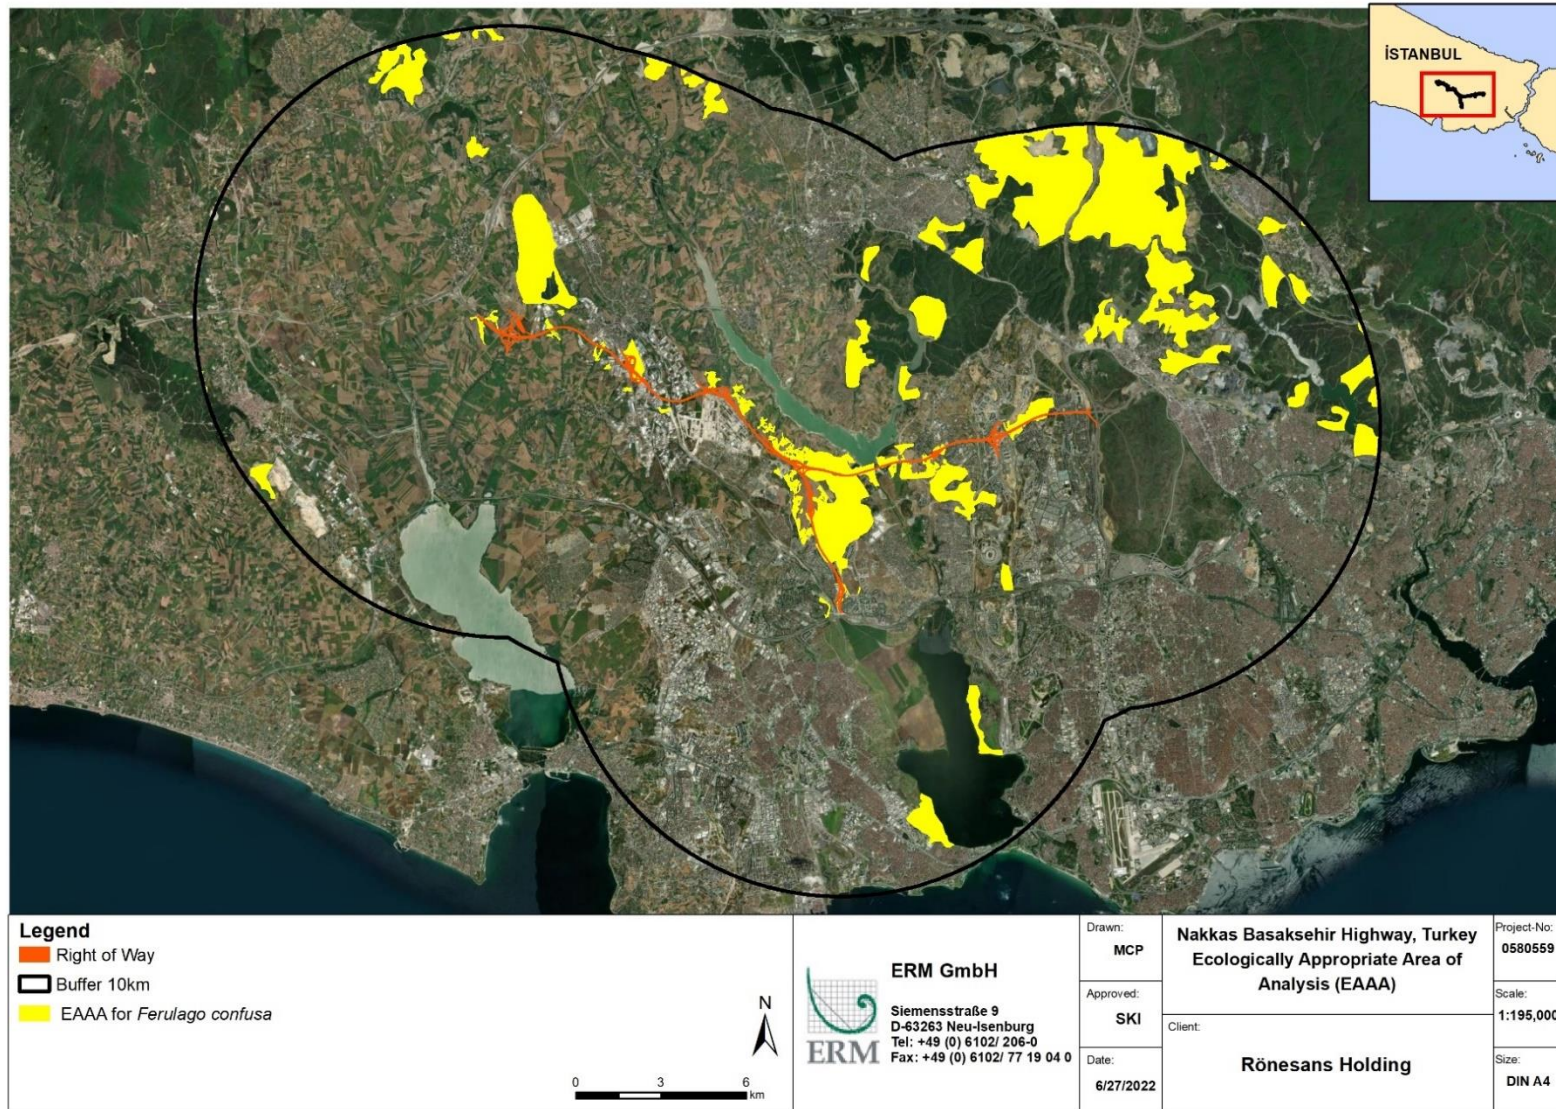 İSTANBUL
Legend
Right of Way
Buffer 10km
EAAA for Ferulago confusa
N
0 3 6
km
ERM
ERM GmbH
Siemensstraße 9
D-63263 Neu-Isenburg
Tel: +49 (0) 6102/ 206-0
Fax: +49 (0) 6102/ 77 19 04 0
Drawn:
MCP
Approved:
SKI
Date:
6/27/2022
Nakkas Basaksehir Highway, Turkey
Ecologically Appropriate Area of
Analysis (EAAA)
Client:
Rönesans Holding
Project-No:
0580559
Scale:
1:195,000
Size:
DIN A4